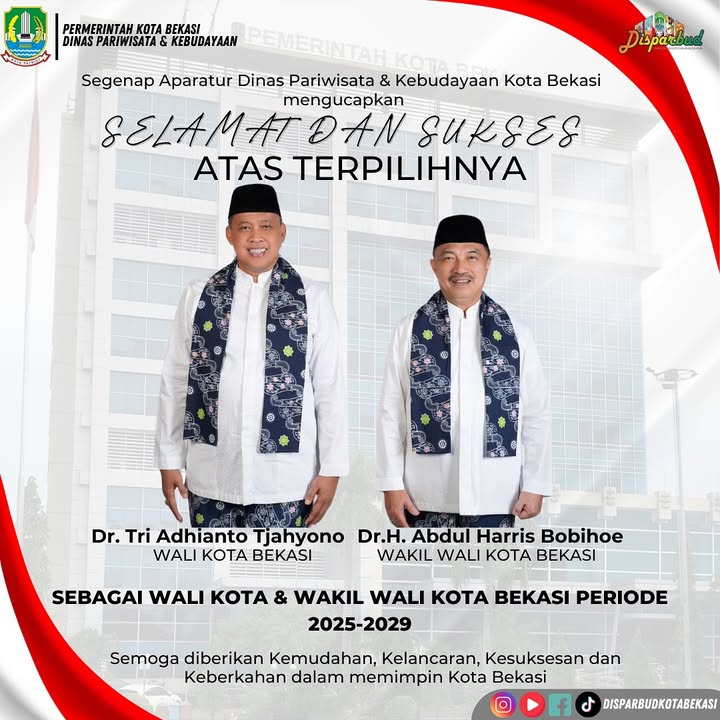 PERMERINTAH KOTA BEKASI
DINAS PARIWISATA & KEBUDAYAAN
Disparbud
PEMERINTAH KOTA BEK
Segenap Aparatur Dinas Pariwisata & Kebudayaan Kota Bekasi
mengucapkan
SELAMAT DAN SUKSES
ATAS TERPILIHNYA
Dr. Tri Adhianto Tjahyono
WALI KOTA BEKASI
Dr.H. Abdul Harris Bobihoe
WAKIL WALI KOTA BEKASI
SEBAGAI WALI KOTA & WAKIL WALI KOTA BEKASI PERIODE
2025-2029
Semoga diberikan Kemudahan, Kelancaran, Kesuksesan dan
Keberkahan dalam memimpin Kota Bekasi
DISPARBUDKOTABEKASI